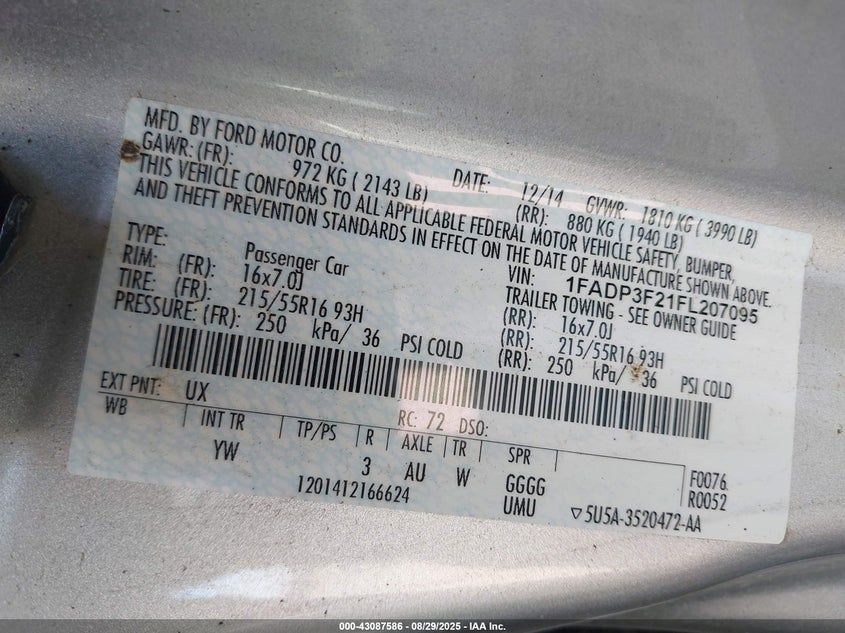 MFD. BY FORD MOTOR CO. DATE: 12/14 GVWR: 1810 KG ( 3990 LB)
GAWR: (FR): 972 KG ( 2143 LB) (RR): 880 KG ( 1940 LB)
THIS VEHICLE CONFORMS TO ALL APPLICABLE FEDERAL MOTOR VEHICLE SAFETY, BUMPER,
AND THEFT PREVENTION STANDARDS IN EFFECT ON THE DATE OF MANUFACTURE SHOWN ABOVE.
VIN: 1FADP3F21FL207095
TYPE: Passenger Car TRAILER TOWING - SEE OWNER GUIDE
RIM: (FR): 16x7.0J (RR): 16x7.0J
TIRE: (FR): 215/55R16 93H (RR): 215/55R16 93H
PRESSURE: (FR): 250 kPa/ 36 PSI COLD (RR): 250 kPa/ 36 PSI COLD
EXT PNT: UX RC: 72 DSO:
WB INT TR TP/PS R AXLE TR SPR
YW 3 AU W GGGG F0076
UMU R0052
1201412166624 ▽5U5A-3520472-AA
000-43087586 - 08/29/2025 - IAA Inc.